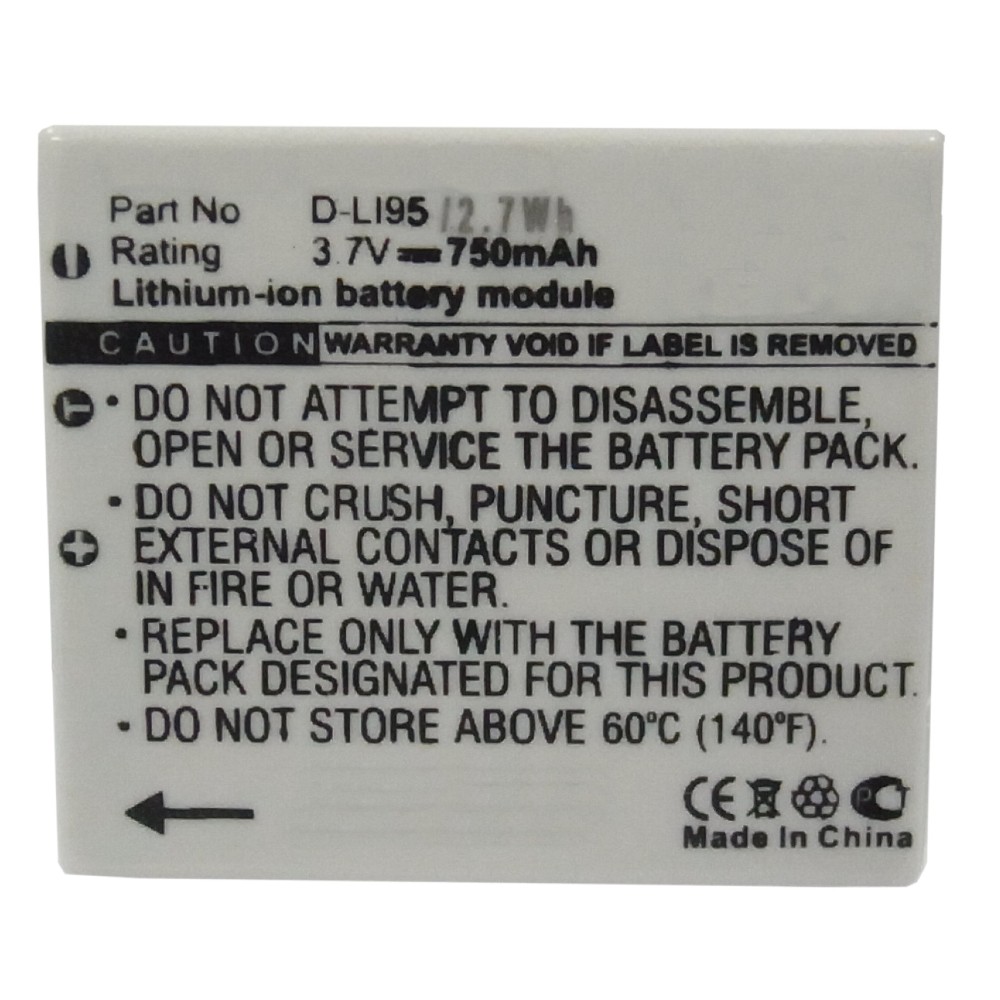 Part No D-LI95 /2.7Wh
Rating 3.7V 750mAh
Lithium-ion battery module
CAUTION WARRANTY VOID IF LABEL IS REMOVED
• DO NOT ATTEMPT TO DISASSEMBLE,
OPEN OR SERVICE THE BATTERY PACK.
• DO NOT CRUSH, PUNCTURE, SHORT
EXTERNAL CONTACTS OR DISPOSE OF
IN FIRE OR WATER.
• REPLACE ONLY WITH THE BATTERY
PACK DESIGNATED FOR THIS PRODUCT.
• DO NOT STORE ABOVE 60°C (140°F).
CE
Made In China